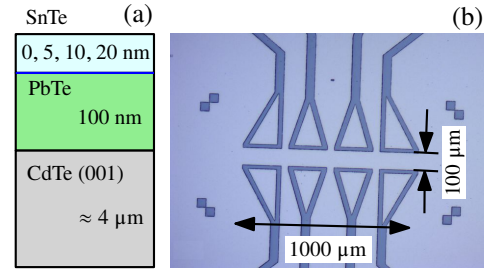 SnTe
(a)
0, 5, 10, 20 nm
PbTe
100 nm
CdTe (001)
≈ 4 µm
(b)
100 µm
1000 µm